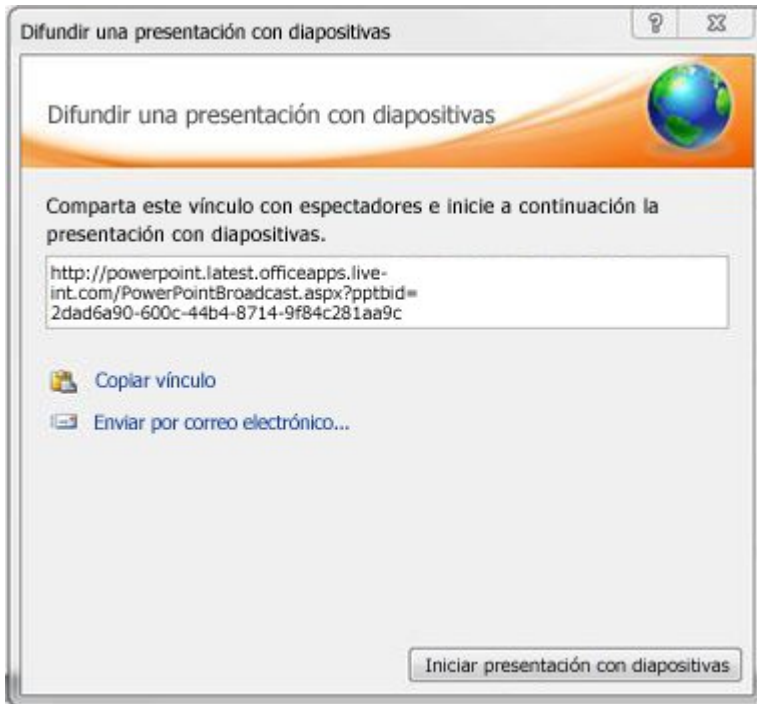 Difundir una presentación con diapositivas
Difundir una presentación con diapositivas
Comparta este vínculo con espectadores e inicie a continuación la
presentación con diapositivas.
http://powerpoint.latest.officeapps.live-
int.com/PowerPointBroadcast.aspx?pptbid=
2dad6a90-600c-44b4-8714-9f84c281aa9c
Copiar vínculo
Enviar por correo electrónico...
Iniciar presentación con diapositivas